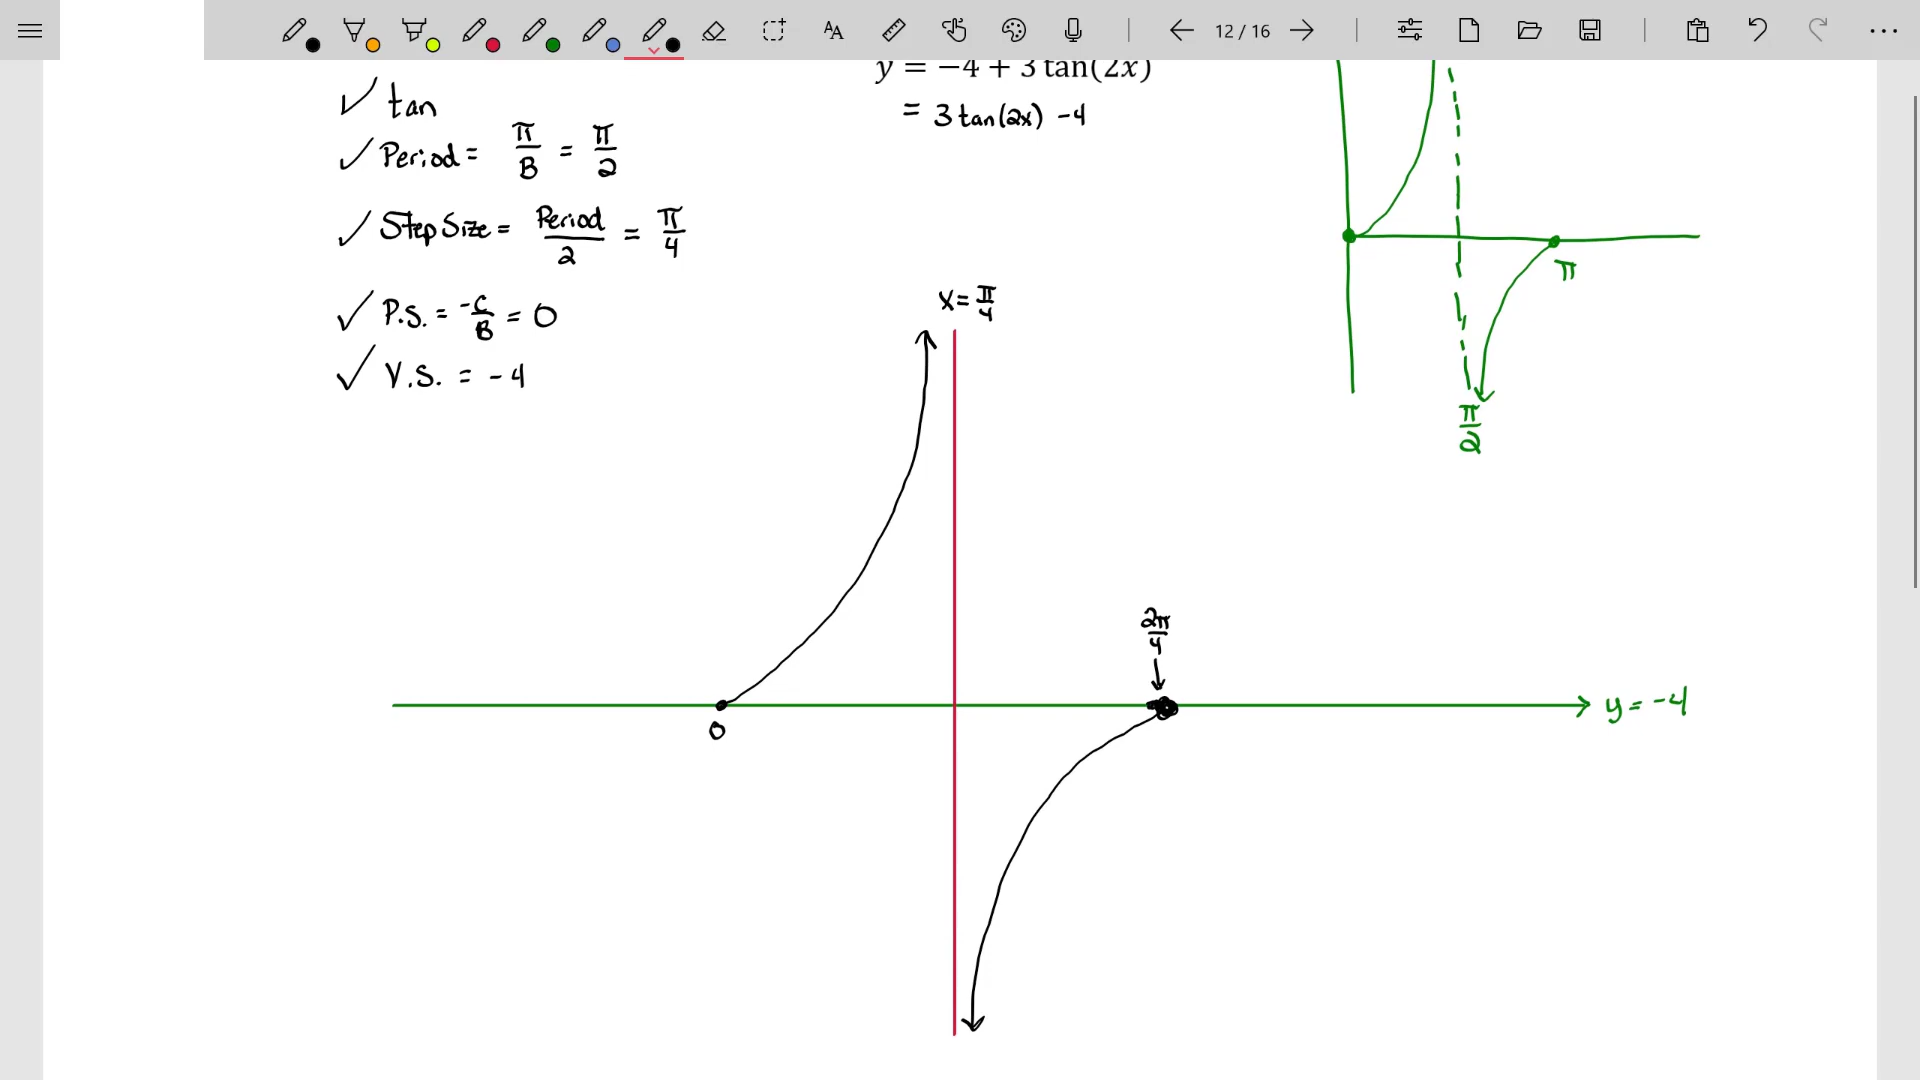 12 / 16
y = −4 + 3 tan(2x)
= 3 tan(2x) -4
✓ tan
✓ Period = π/B = π/2
✓ Step Size = Period/2 = π/4
✓ P.S. = -C/B = 0
✓ V.S. = -4
π
π/2
x = π/4
2π/4
0
y = -4